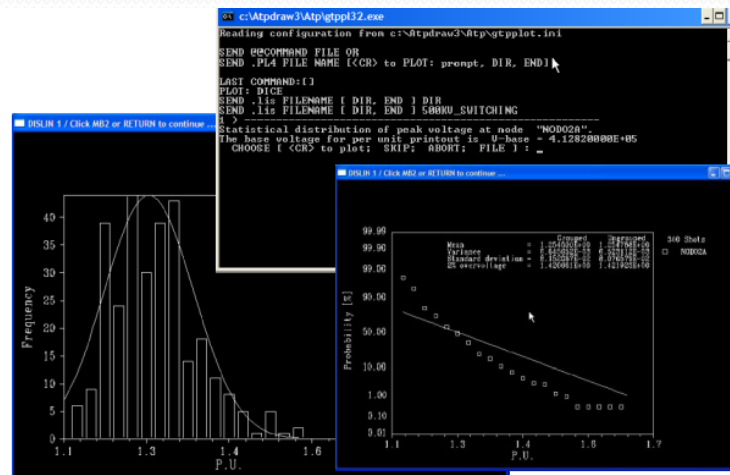 c:\Atpdraw3\Atp\gtppl32.exe
Reading configuration from c:\Atpdraw3\Atp\gtpplot.ini
SEND @@COMMAND FILE OR
SEND .PL4 FILE NAME [<CR> to PLOT: prompt, DIR, END]
LAST COMMAND:[]
PLOT: DICE
SEND .lis FILENAME [ DIR, END ] DIR
SEND .lis FILENAME [ DIR, END ] 500KV_SWITCHING
1 >
Statistical distribution of peak voltage at node "NODO2A".
The base voltage for per unit printout is V-base = 4.12820000E+05
CHOOSE [ <CR> to plot; SKIP; ABORT; FILE ] :
DISLIN 1 / Click MB2 or RETURN to continue ...
40
35
30
25
20
15
10
5
0
Frequency
1.1
1.3
1.4
1.6
P.U.
DISLIN 1 / Click MB2 or RETURN to continue ...
Grouped Ungrouped
Mean =
Variance =
Standard deviation =
2% overvoltage =
300 Shots
NODO2A
99.99
99.90
99.00
90.00
50.00
10.00
1.00
0.10
0.01
Probability [%]
1.1
1.3
1.4
1.6
1.7
P.U.